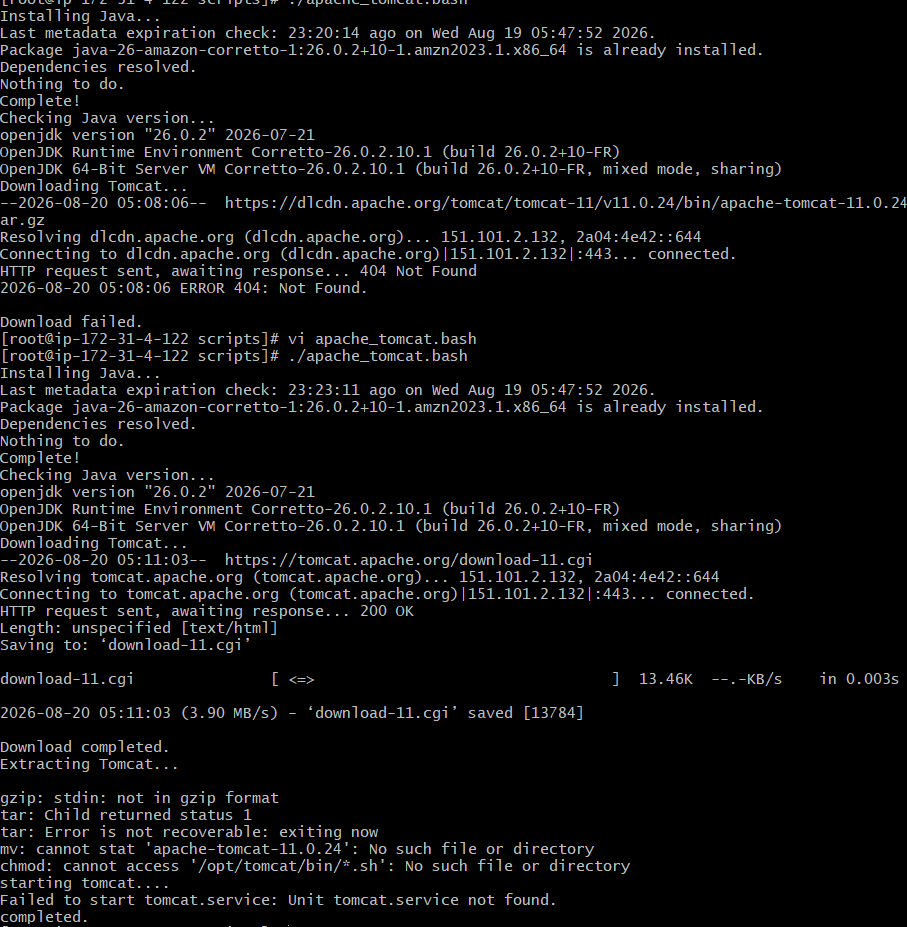 [root@ip-172-31-4-122 scripts]# ./apache_tomcat.bash
Installing Java...
Last metadata expiration check: 23:20:14 ago on Wed Aug 19 05:47:52 2026.
Package java-26-amazon-corretto-1:26.0.2+10-1.amzn2023.1.x86_64 is already installed.
Dependencies resolved.
Nothing to do.
Complete!
Checking Java version...
openjdk version "26.0.2" 2026-07-21
OpenJDK Runtime Environment Corretto-26.0.2.10.1 (build 26.0.2+10-FR)
OpenJDK 64-Bit Server VM Corretto-26.0.2.10.1 (build 26.0.2+10-FR, mixed mode, sharing)
Downloading Tomcat...
--2026-08-20 05:08:06--  https://dlcdn.apache.org/tomcat/tomcat-11/v11.0.24/bin/apache-tomcat-11.0.24
ar.gz
Resolving dlcdn.apache.org (dlcdn.apache.org)... 151.101.2.132, 2a04:4e42::644
Connecting to dlcdn.apache.org (dlcdn.apache.org)|151.101.2.132|:443... connected.
HTTP request sent, awaiting response... 404 Not Found
2026-08-20 05:08:06 ERROR 404: Not Found.

Download failed.
[root@ip-172-31-4-122 scripts]# vi apache_tomcat.bash
[root@ip-172-31-4-122 scripts]# ./apache_tomcat.bash
Installing Java...
Last metadata expiration check: 23:23:11 ago on Wed Aug 19 05:47:52 2026.
Package java-26-amazon-corretto-1:26.0.2+10-1.amzn2023.1.x86_64 is already installed.
Dependencies resolved.
Nothing to do.
Complete!
Checking Java version...
openjdk version "26.0.2" 2026-07-21
OpenJDK Runtime Environment Corretto-26.0.2.10.1 (build 26.0.2+10-FR)
OpenJDK 64-Bit Server VM Corretto-26.0.2.10.1 (build 26.0.2+10-FR, mixed mode, sharing)
Downloading Tomcat...
--2026-08-20 05:11:03--  https://tomcat.apache.org/download-11.cgi
Resolving tomcat.apache.org (tomcat.apache.org)... 151.101.2.132, 2a04:4e42::644
Connecting to tomcat.apache.org (tomcat.apache.org)|151.101.2.132|:443... connected.
HTTP request sent, awaiting response... 200 OK
Length: unspecified [text/html]
Saving to: ‘download-11.cgi’

download-11.cgi               [ <=>                                 ]  13.46K  --.-KB/s    in 0.003s

2026-08-20 05:11:03 (3.90 MB/s) - ‘download-11.cgi’ saved [13784]

Download completed.
Extracting Tomcat...

gzip: stdin: not in gzip format
tar: Child returned status 1
tar: Error is not recoverable: exiting now
mv: cannot stat 'apache-tomcat-11.0.24': No such file or directory
chmod: cannot access '/opt/tomcat/bin/*.sh': No such file or directory
starting tomcat....
Failed to start tomcat.service: Unit tomcat.service not found.
completed.